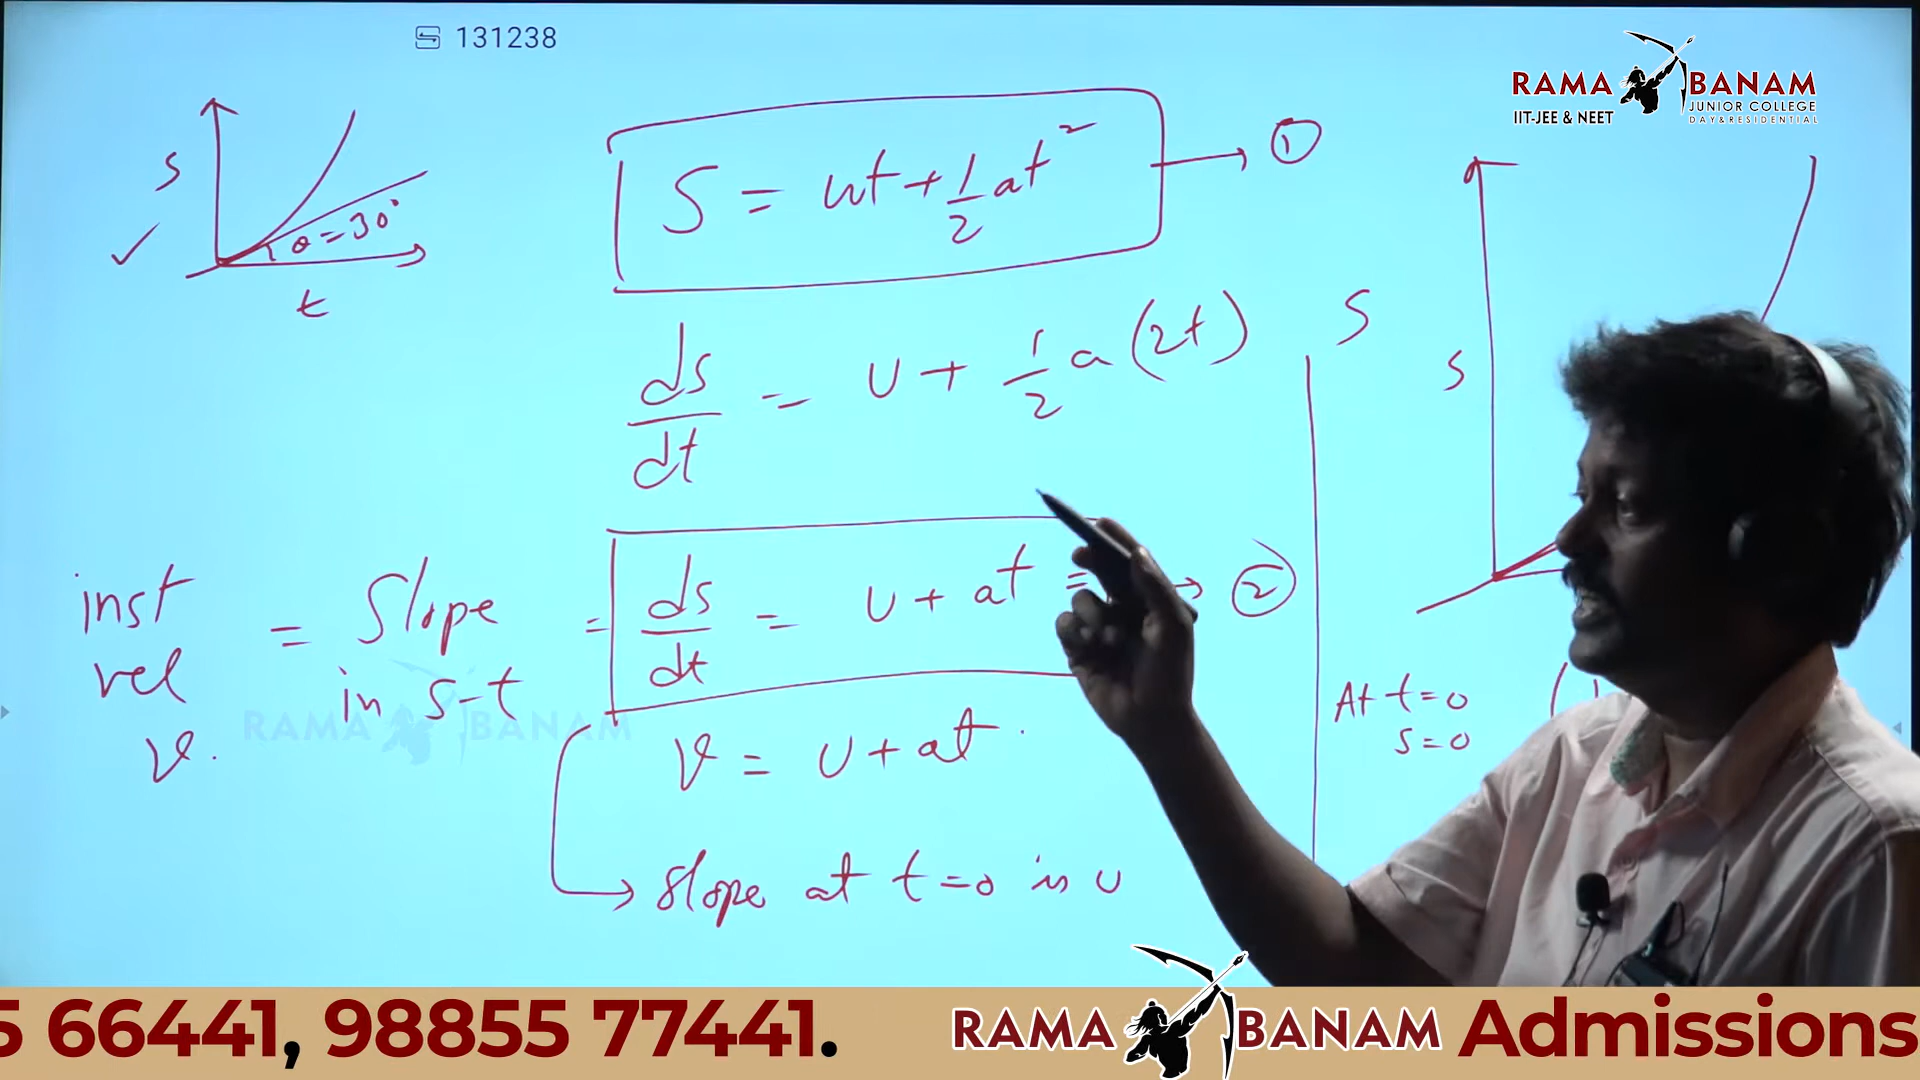 131238
RAMA BANAM
JUNIOR COLLEGE
IIT-JEE & NEET
DAY & RESIDENTIAL
S
θ = 30°
t
S = ut + 1/2 at² → ①
ds/dt = u + 1/2 a (2t)
S
S
inst vel v. = Slope in s-t = ds/dt = u + at = → ②
RAMA BANAM
v = u + at.
→ slope at t=0 is u
At t=0
s=0
5 66441, 98855 77441. RAMA BANAM Admissions